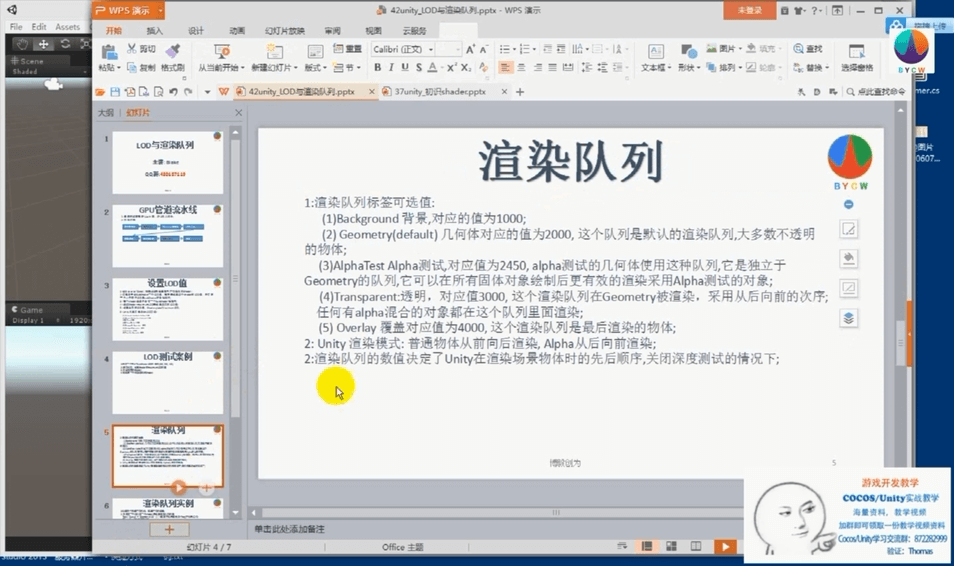 WPS 演示
42unity_LOD与渲染队列.pptx - WPS 演示
未登录
File Edit Assets
开始 插入 设计 动画 幻灯片放映 审阅 视图 云服务
粘贴 剪切 复制 格式刷 从当前开始 新建幻灯片 版式 重置 节
Calibri (正文)
B I U S A X² X₂
文本框 形状 图片 排列 填充 轮廓 查找 替换 选择窗格
BYCW
Scene
Shaded
42unity_LOD与渲染队列.pptx
37unity_初识shader.pptx
点此查找命令
大纲 幻灯片
1
LOD与渲染队列
2
GPU管道流水线
3
设置LOD值
4
LOD测试案例
5
渲染队列
6
渲染队列实例
Game
Display 1
渲染队列
BYCW
1:渲染队列标签可选值:
(1)Background 背景,对应的值为1000;
(2) Geometry(default) 几何体对应的值为2000, 这个队列是默认的渲染队列,大多数不透明
的物体;
(3)AlphaTest Alpha测试,对应值为2450, alpha测试的几何体使用这种队列,它是独立于
Geometry的队列,它可以在所有固体对象绘制后更有效的渲染采用Alpha测试的对象;
(4)Transparent:透明，对应值3000, 这个渲染队列在Geometry被渲染，采用从后向前的次序;
任何有alpha混合的对象都在这个队列里面渲染;
(5) Overlay 覆盖对应值为4000, 这个渲染队列是最后渲染的物体;
2: Unity 渲染模式: 普通物体从前向后渲染, Alpha从后向前渲染;
2:渲染队列的数值决定了Unity在渲染场景物体时的先后顺序,关闭深度测试的情况下;
博毅创为
5
单击此处添加备注
幻灯片 4 / 7
Office 主题
游戏开发教学
COCOS/Unity实战教学
海量资料，教学视频
加群即可领取一份教学视频资料
Cocos/Unity学习交流群: 872282999
验证：Thomas